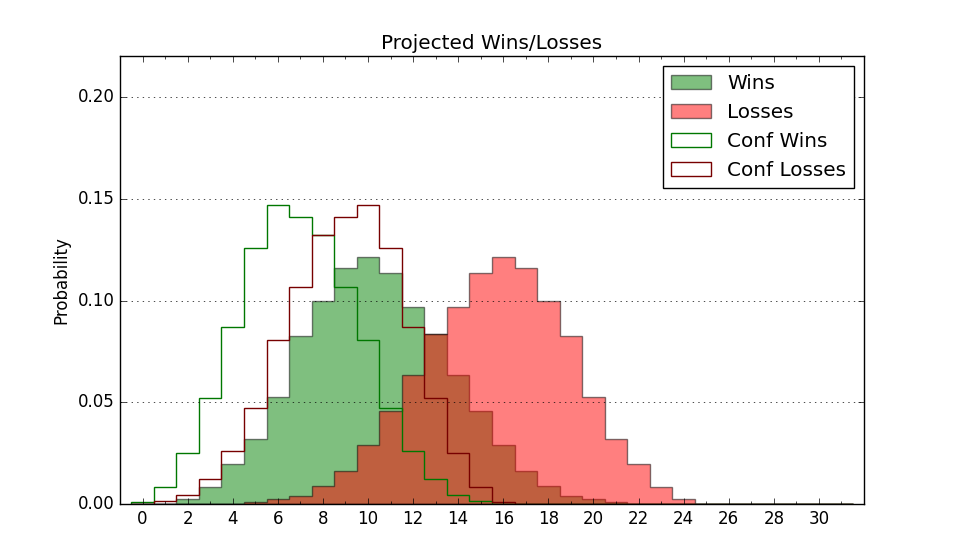 Projected Wins/Losses
Wins
Losses
Conf Wins
Conf Losses
Probability
0.20
0.15
0.10
0.05
0.00
0 2 4 6 8 10 12 14 16 18 20 22 24 26 28 30